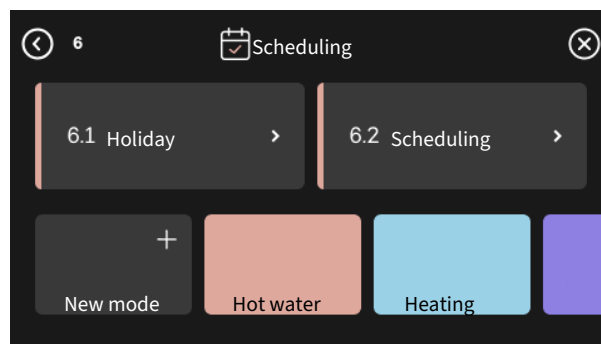 6 Scheduling
6.1 Holiday
6.2 Scheduling
New mode
Hot water
Heating